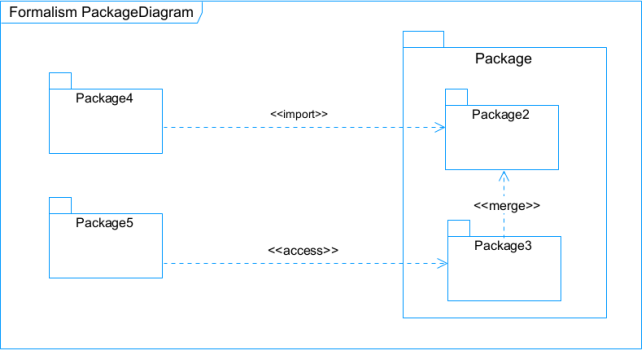 Formalism PackageDiagram
Package
Package4
<<import>>
Package2
<<merge>>
Package5
<<access>>
Package3